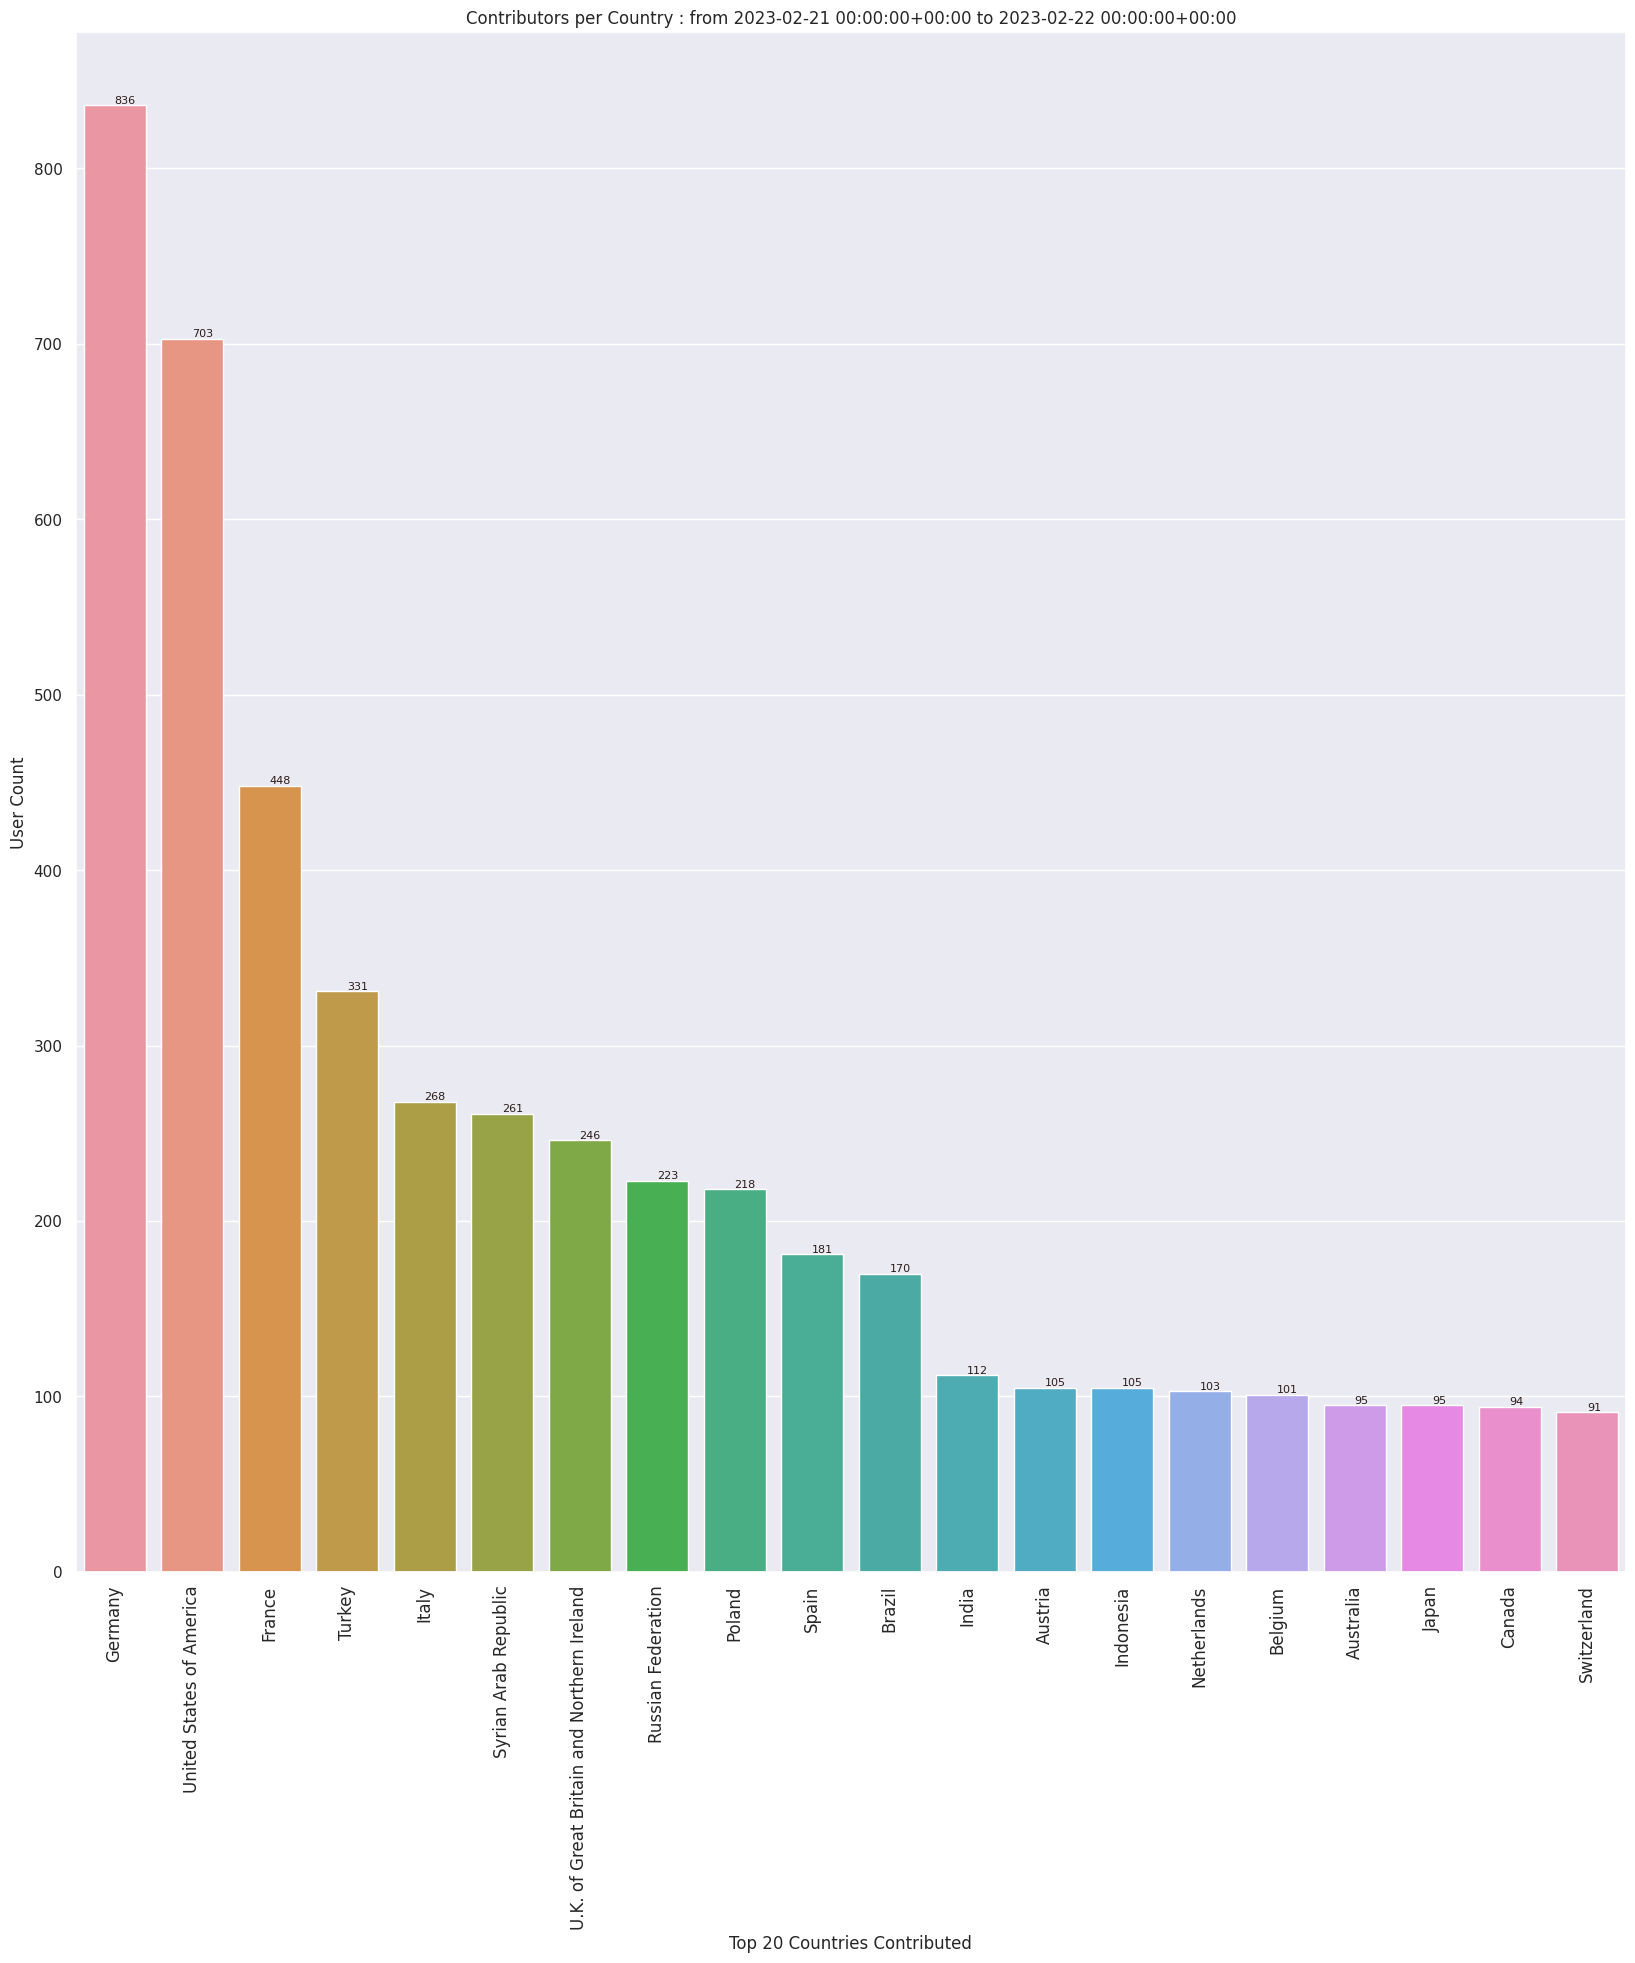 Contributors per Country : from 2023-02-21 00:00:00+00:00 to 2023-02-22 00:00:00+00:00
User Count
800
700
600
500
400
300
200
100
0
836
703
448
331
268
261
246
223
218
181
170
112
105
105
103
101
95
95
94
91
Germany
United States of America
France
Turkey
Italy
Syrian Arab Republic
U.K. of Great Britain and Northern Ireland
Russian Federation
Poland
Spain
Brazil
India
Austria
Indonesia
Netherlands
Belgium
Australia
Japan
Canada
Switzerland
Top 20 Countries Contributed